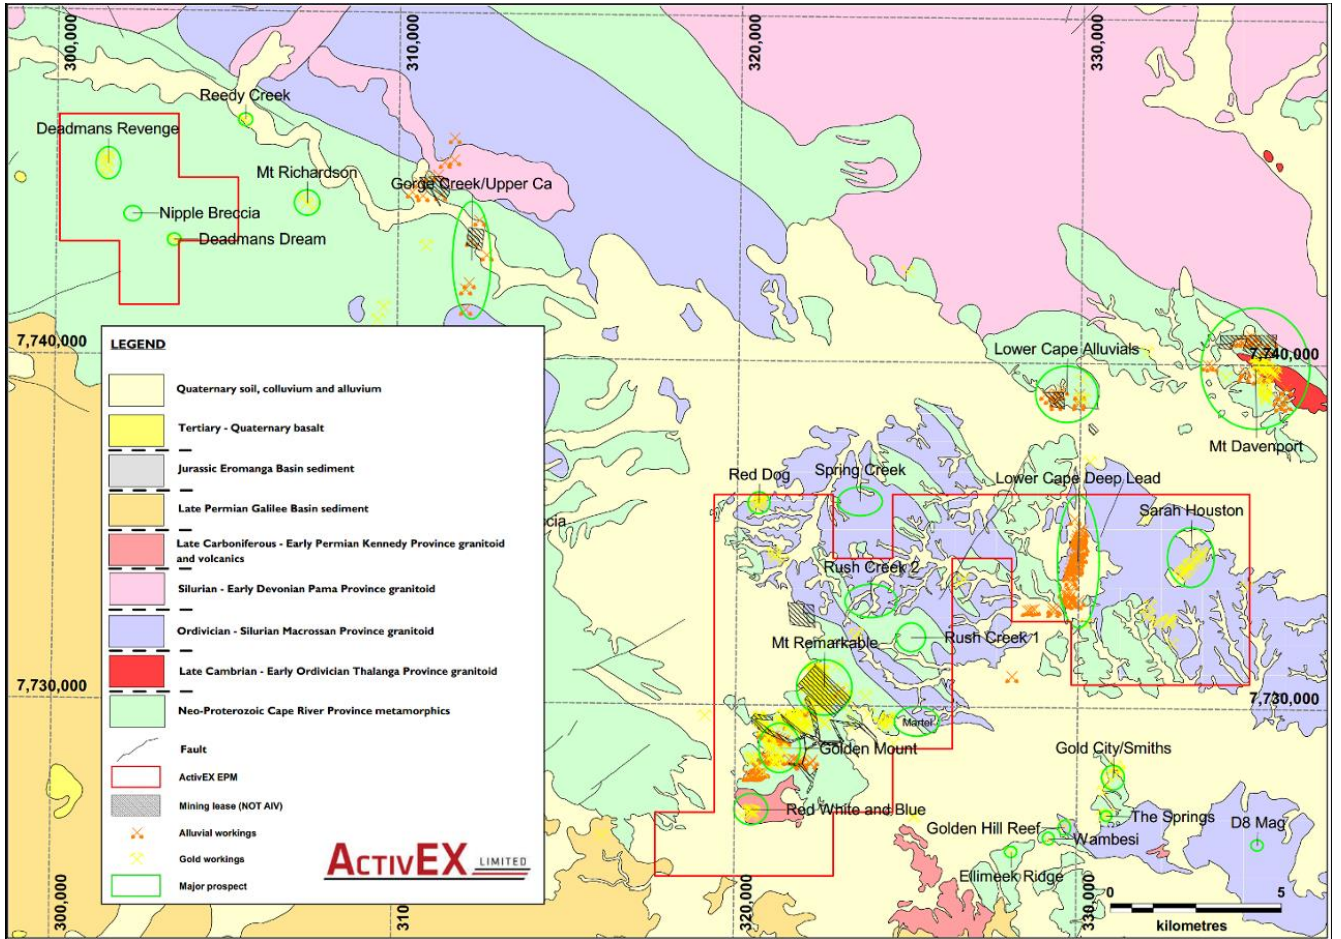 300,000
310,000
320,000
330,000
Reedy Creek
Deadmans Revenge
Mt Richardson
Gorge Creek/Upper Ca
Nipple Breccia
Deadmans Dream
7,740,000
7,740,000
Lower Cape Alluvials
Mt Davenport
LEGEND
Quaternary soil, colluvium and alluvium
Tertiary - Quaternary basalt
Jurassic Eromanga Basin sediment
Late Permian Galilee Basin sediment
Late Carboniferous - Early Permian Kennedy Province granitoid
and volcanics
Silurian - Early Devonian Pama Province granitoid
Ordivician - Silurian Macrossan Province granitoid
Late Cambrian - Early Ordivician Thalanga Province granitoid
Neo-Proterozoic Cape River Province metamorphics
Fault
ActivEX EPM
Mining lease (NOT AIV)
Alluvial workings
Gold workings
Major prospect
ACTIVEX LIMITED
Red Dog
Spring Creek
Lower Cape Deep Lead
Sarah Houston
cia
Rush Creek 2
Mt Remarkable
Rush Creek 1
7,730,000
7,730,000
Martel
Golden Mount
Gold City/Smiths
Red White and Blue
The Springs
Golden Hill Reef
Wambesi
D8 Mag
Ellimeek Ridge
300,000
310
320,000
330,000
0
5
kilometres